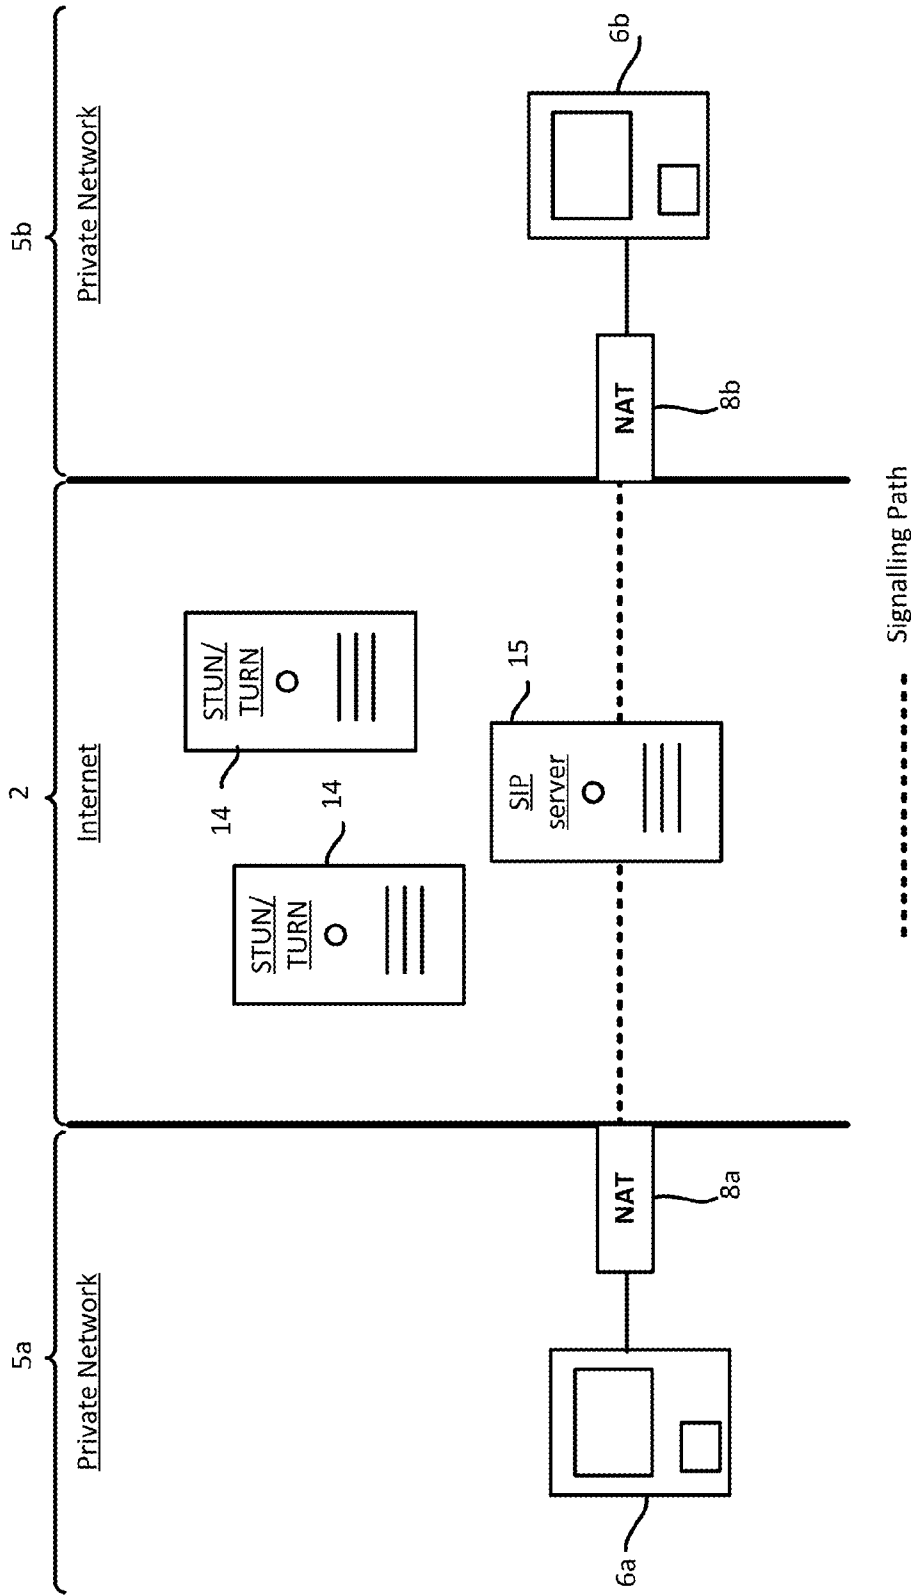 5a
2
5b
Private Network
Internet
Private Network
STUN/
TURN
14
14
STUN/
TURN
SIP
server
15
6a
NAT
8a
NAT
8b
6b
Signalling Path